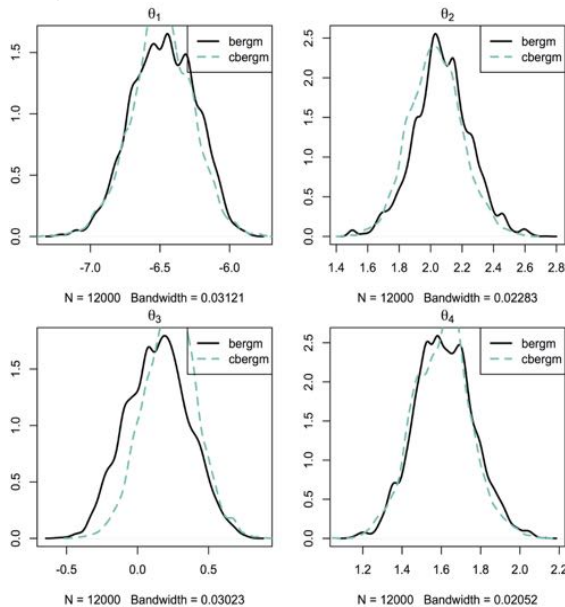 θ1 θ2
bergm
cbergm
bergm
cbergm
0.0 0.5 1.0 1.5
0.0 0.5 1.0 1.5 2.0 2.5
-7.0 -6.5 -6.0
1.4 1.6 1.8 2.0 2.2 2.4 2.6 2.8
N = 12000 Bandwidth = 0.03121
N = 12000 Bandwidth = 0.02283
θ3 θ4
bergm
cbergm
bergm
cbergm
0.0 0.5 1.0 1.5
0.0 0.5 1.0 1.5 2.0 2.5
-0.5 0.0 0.5
1.2 1.4 1.6 1.8 2.0 2.2
N = 12000 Bandwidth = 0.03023
N = 12000 Bandwidth = 0.02052